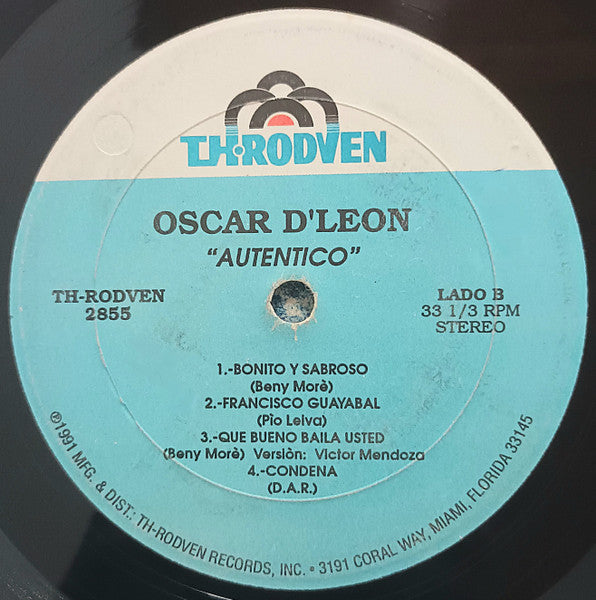 TH·RODVEN
OSCAR D'LEON
"AUTENTICO"
TH-RODVEN
2855
LADO B
33 1/3 RPM
STEREO
1.-BONITO Y SABROSO
(Beny Morè)
2.-FRANCISCO GUAYABAL
(Pìo Leiva)
3.-QUE BUENO BAILA USTED
(Beny Morè) Versiòn: Victor Mendoza
4.-CONDENA
(D.A.R.)
℗1991 MFG. & DIST.: TH-RODVEN RECORDS, INC. • 3191 CORAL WAY, MIAMI, FLORIDA 33145